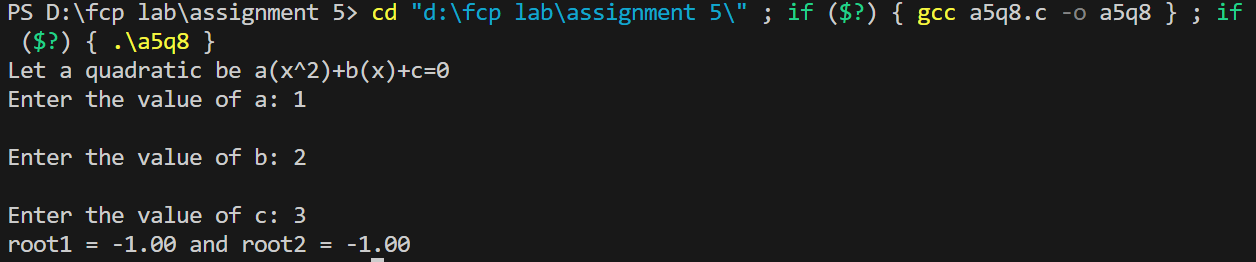 PS D:\fcp lab\assignment 5> cd "d:\fcp lab\assignment 5\" ; if ($?) { gcc a5q8.c -o a5q8 } ; if
($?) { .\a5q8 }
Let a quadratic be a(x^2)+b(x)+c=0
Enter the value of a: 1
Enter the value of b: 2
Enter the value of c: 3
root1 = -1.00 and root2 = -1.00